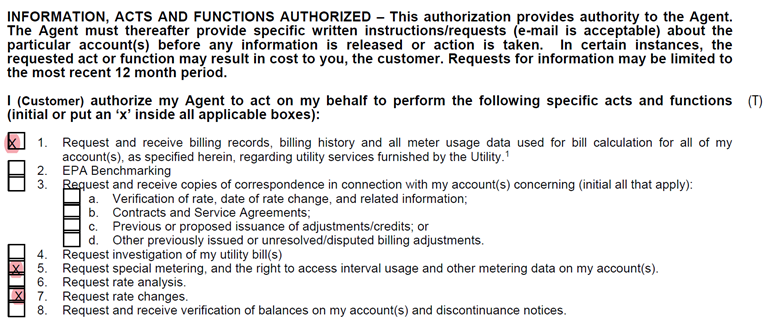 INFORMATION, ACTS AND FUNCTIONS AUTHORIZED – This authorization provides authority to the Agent.
The Agent must thereafter provide specific written instructions/requests (e-mail is acceptable) about the
particular account(s) before any information is released or action is taken. In certain instances, the
requested act or function may result in cost to you, the customer. Requests for information may be limited to
the most recent 12 month period.
I (Customer) authorize my Agent to act on my behalf to perform the following specific acts and functions (T)
(initial or put an ‘x’ inside all applicable boxes):
X 1. Request and receive billing records, billing history and all meter usage data used for bill calculation for all of my
account(s), as specified herein, regarding utility services furnished by the Utility.¹
2. EPA Benchmarking
3. Request and receive copies of correspondence in connection with my account(s) concerning (initial all that apply):
a. Verification of rate, date of rate change, and related information;
b. Contracts and Service Agreements;
c. Previous or proposed issuance of adjustments/credits; or
d. Other previously issued or unresolved/disputed billing adjustments.
4. Request investigation of my utility bill(s)
X 5. Request special metering, and the right to access interval usage and other metering data on my account(s).
6. Request rate analysis.
X 7. Request rate changes.
8. Request and receive verification of balances on my account(s) and discontinuance notices.